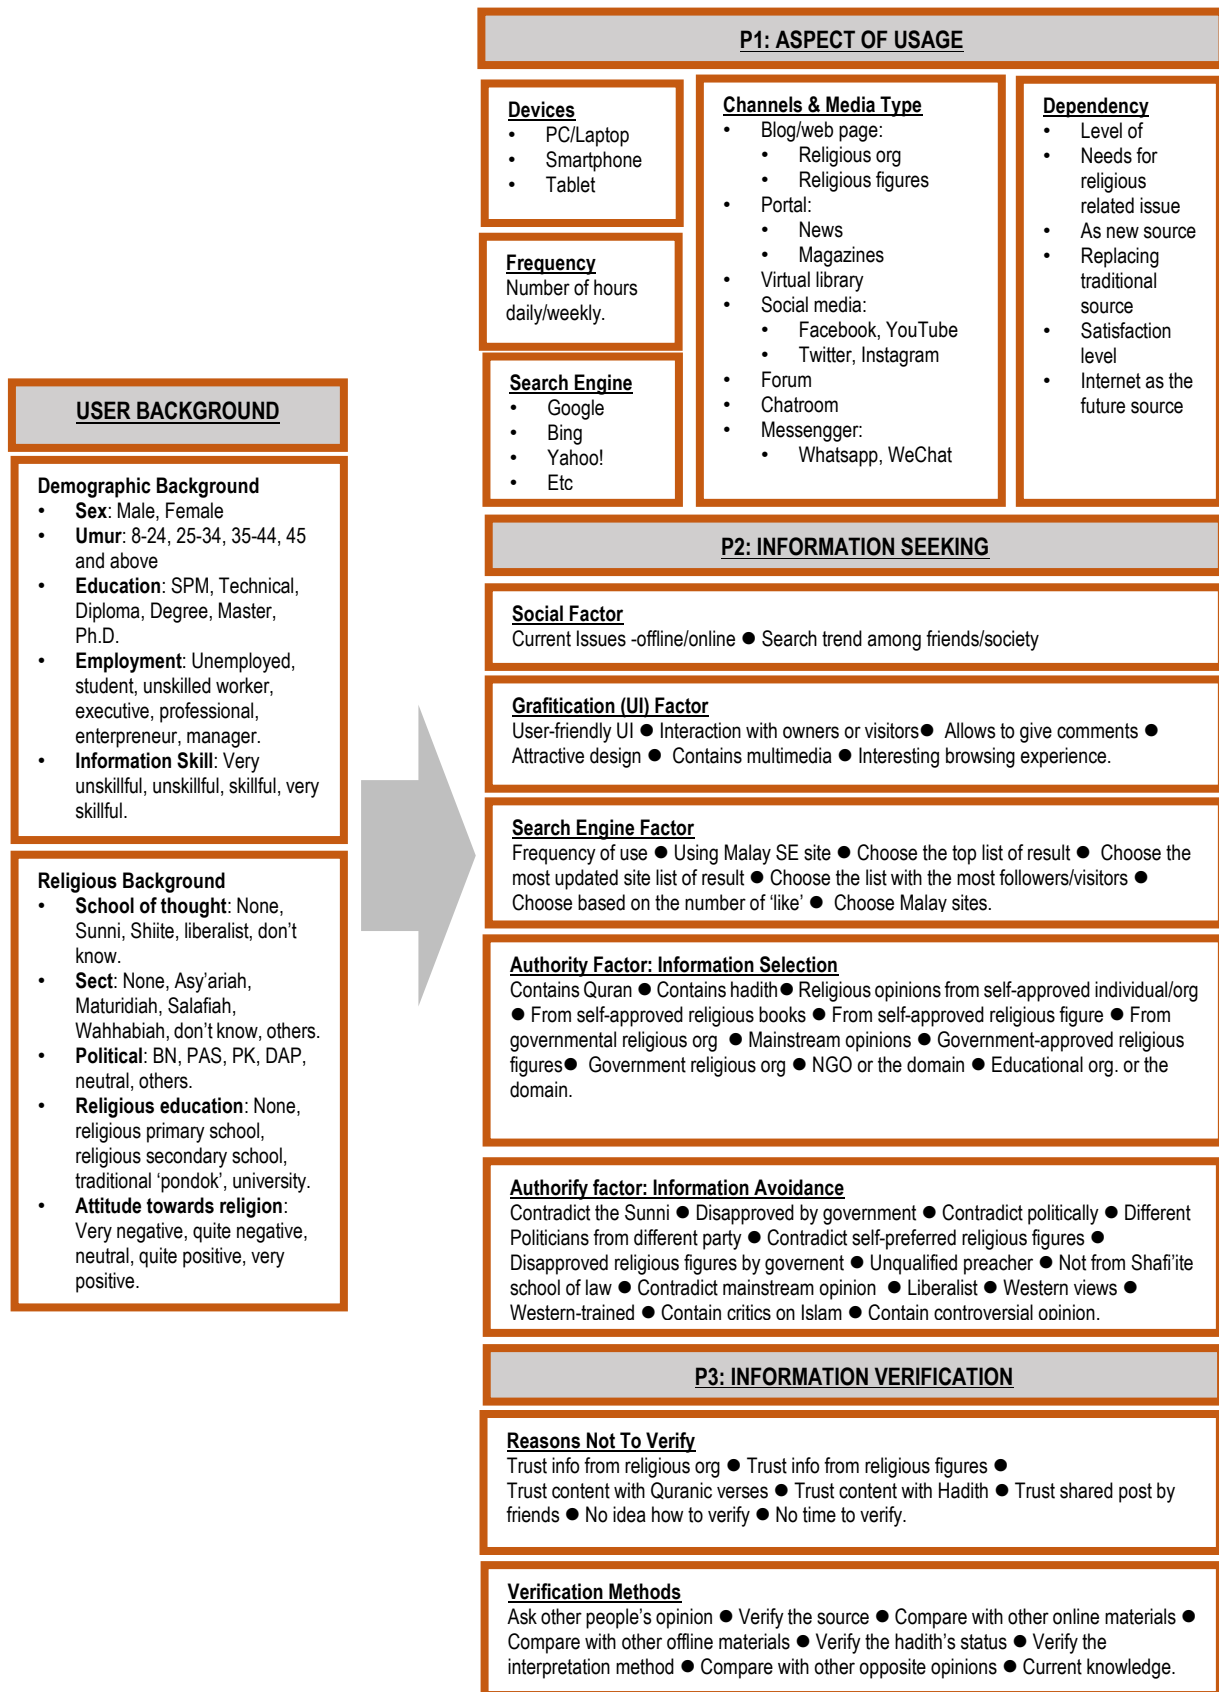 P1: ASPECT OF USAGE
Devices
• PC/Laptop
• Smartphone
• Tablet
Frequency
Number of hours
daily/weekly.
Search Engine
• Google
• Bing
• Yahoo!
• Etc
Channels & Media Type
• Blog/web page:
• Religious org
• Religious figures
• Portal:
• News
• Magazines
• Virtual library
• Social media:
• Facebook, YouTube
• Twitter, Instagram
• Forum
• Chatroom
• Messengger:
• Whatsapp, WeChat
Dependency
• Level of
• Needs for
religious
related issue
• As new source
• Replacing
traditional
source
• Satisfaction
level
• Internet as the
future source
USER BACKGROUND
Demographic Background
• Sex: Male, Female
• Umur: 8-24, 25-34, 35-44, 45
and above
• Education: SPM, Technical,
Diploma, Degree, Master,
Ph.D.
• Employment: Unemployed,
student, unskilled worker,
executive, professional,
enterpreneur, manager.
• Information Skill: Very
unskillful, unskillful, skillful, very
skillful.
Religious Background
• School of thought: None,
Sunni, Shiite, liberalist, don't
know.
• Sect: None, Asy'ariah,
Maturidiah, Salafiah,
Wahhabiah, don't know, others.
• Political: BN, PAS, PK, DAP,
neutral, others.
• Religious education: None,
religious primary school,
religious secondary school,
traditional 'pondok', university.
• Attitude towards religion:
Very negative, quite negative,
neutral, quite positive, very
positive.
P2: INFORMATION SEEKING
Social Factor
Current Issues -offline/online ● Search trend among friends/society
Grafitication (UI) Factor
User-friendly UI ● Interaction with owners or visitors● Allows to give comments ●
Attractive design ● Contains multimedia ● Interesting browsing experience.
Search Engine Factor
Frequency of use ● Using Malay SE site ● Choose the top list of result ● Choose the
most updated site list of result ● Choose the list with the most followers/visitors ●
Choose based on the number of 'like' ● Choose Malay sites.
Authority Factor: Information Selection
Contains Quran ● Contains hadith● Religious opinions from self-approved individual/org
● From self-approved religious books ● From self-approved religious figure ● From
governmental religious org ● Mainstream opinions ● Government-approved religious
figures● Government religious org ● NGO or the domain ● Educational org. or the
domain.
Authorify factor: Information Avoidance
Contradict the Sunni ● Disapproved by government ● Contradict politically ● Different
Politicians from different party ● Contradict self-preferred religious figures ●
Disapproved religious figures by governent ● Unqualified preacher ● Not from Shafi'ite
school of law ● Contradict mainstream opinion ● Liberalist ● Western views ●
Western-trained ● Contain critics on Islam ● Contain controversial opinion.
P3: INFORMATION VERIFICATION
Reasons Not To Verify
Trust info from religious org ● Trust info from religious figures ●
Trust content with Quranic verses ● Trust content with Hadith ● Trust shared post by
friends ● No idea how to verify ● No time to verify.
Verification Methods
Ask other people's opinion ● Verify the source ● Compare with other online materials ●
Compare with other offline materials ● Verify the hadith's status ● Verify the
interpretation method ● Compare with other opposite opinions ● Current knowledge.